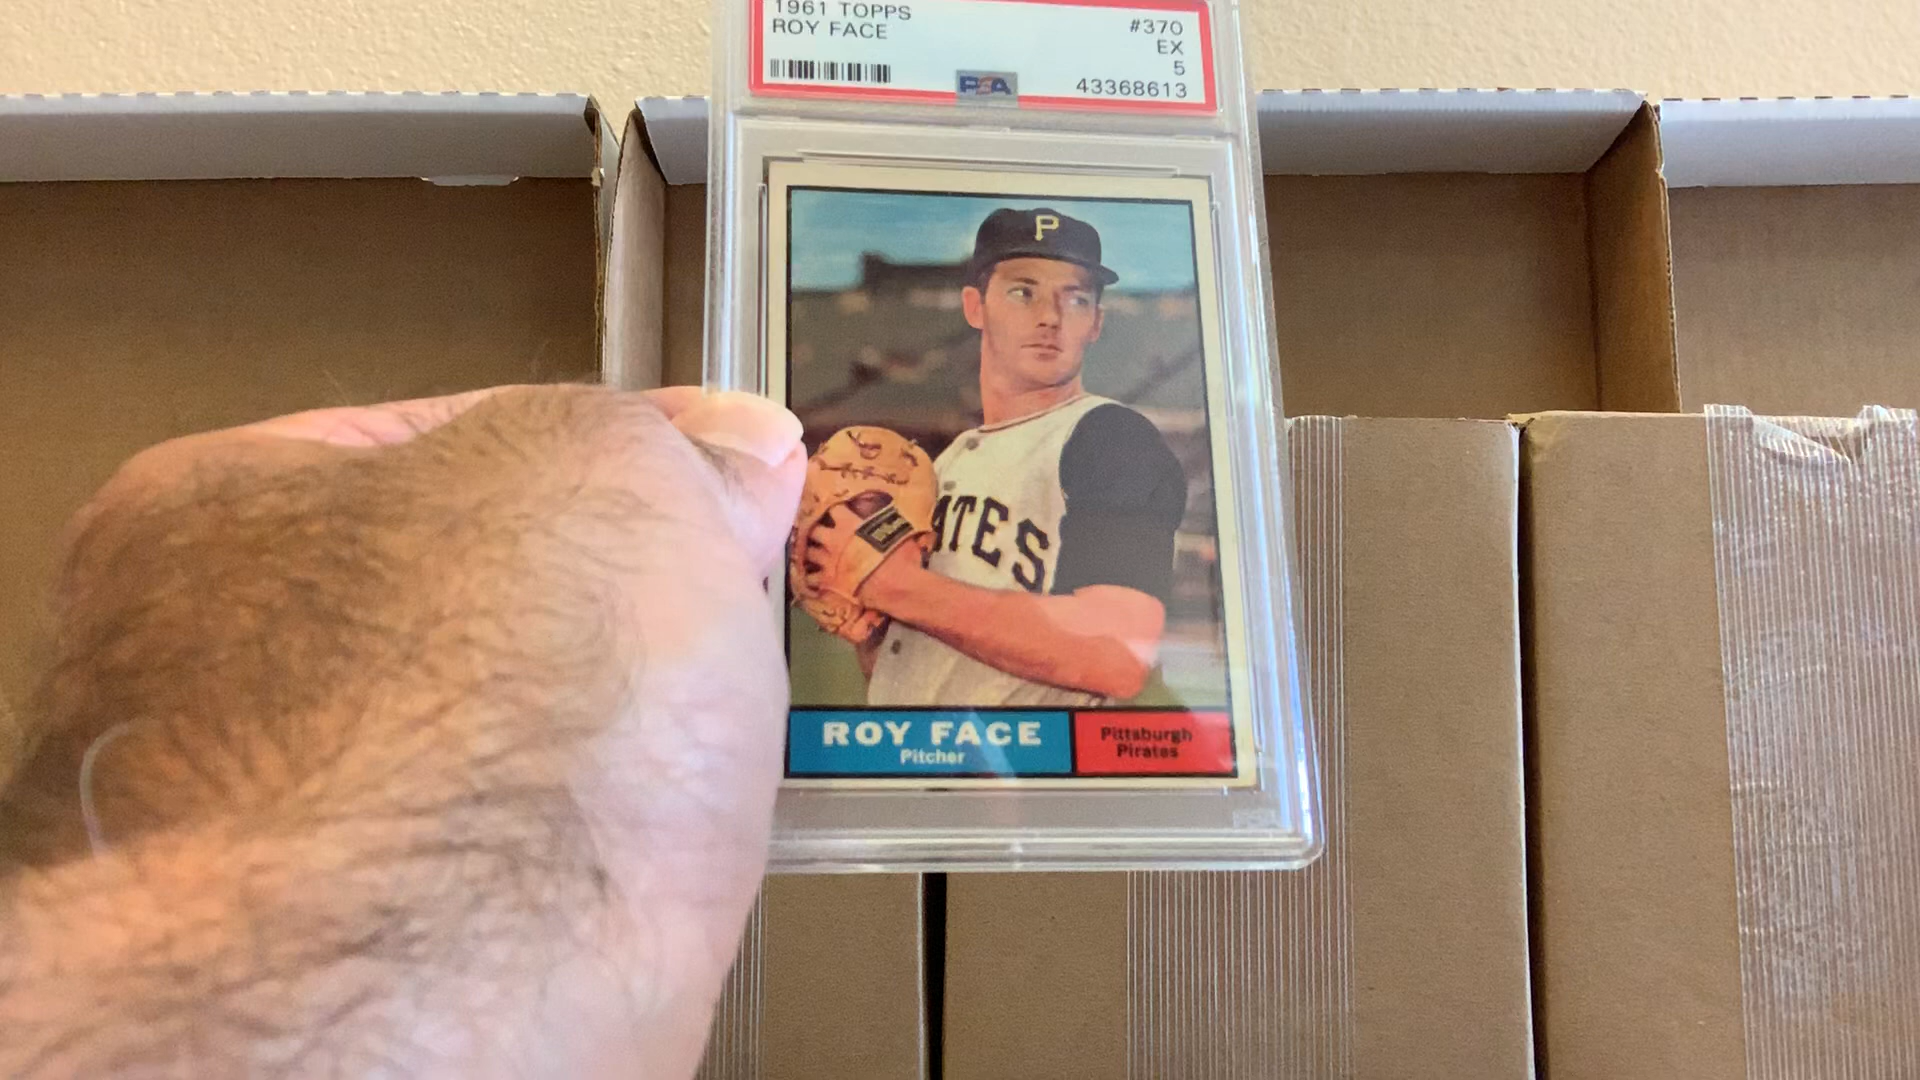 1961 TOPPS
ROY FACE
#370
EX
5
PSA
43368613
P
ATES
ROY FACE
Pitcher
Pittsburgh
Pirates